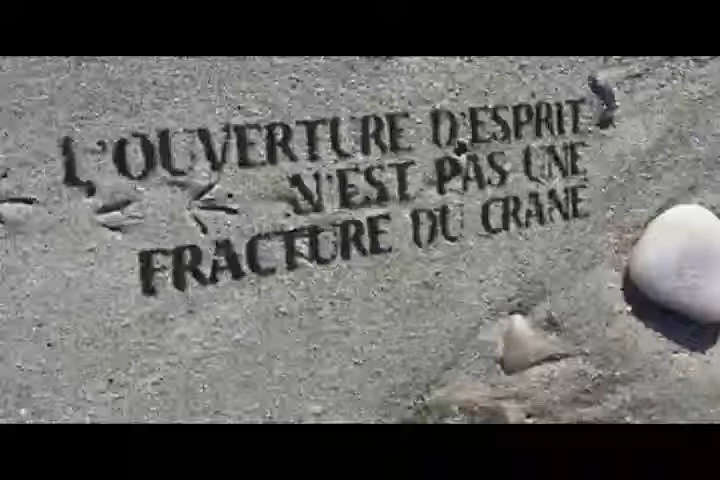 L'OUVERTURE D'ESPRIT
N'EST PAS UNE
FRACTURE DU CRANE